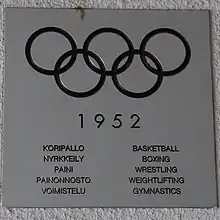 1952
KORIPALLO BASKETBALL
NYRKKEILY BOXING
PAINI WRESTLING
PAINONNOSTO WEIGHTLIFTING
VOIMISTELU GYMNASTICS